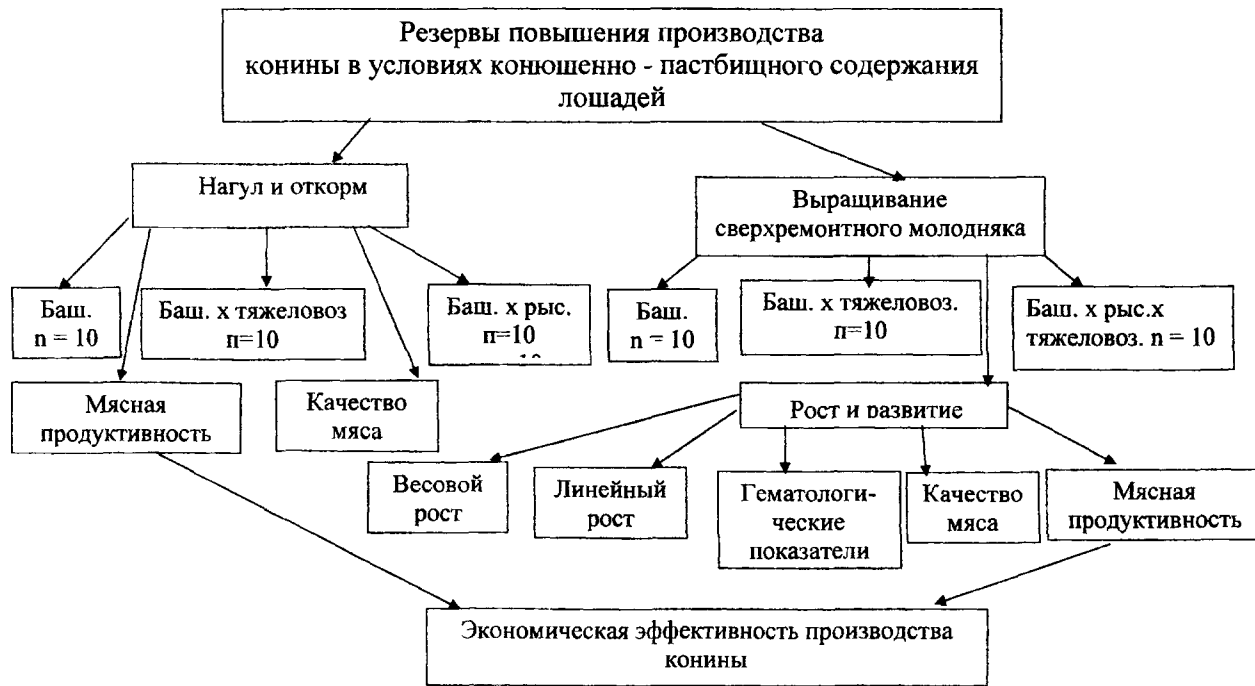 Резервы повышения производства
конины в условиях конюшенно - пастбищного содержания
лошадей
Нагул и откорм
Выращивание
сверхремонтного молодняка
Баш.
n = 10
Баш. х тяжеловоз
п=10
Баш. х рыс.
п=10
Баш.
n = 10
Баш. х тяжеловоз.
п=10
Баш. х рыс.х
тяжеловоз. n = 10
Мясная
продуктивность
Качество
мяса
Рост и развитие
Весовой
рост
Линейный
рост
Гематологи-
ческие
показатели
Качество
мяса
Мясная
продуктивность
Экономическая эффективность производства
конины